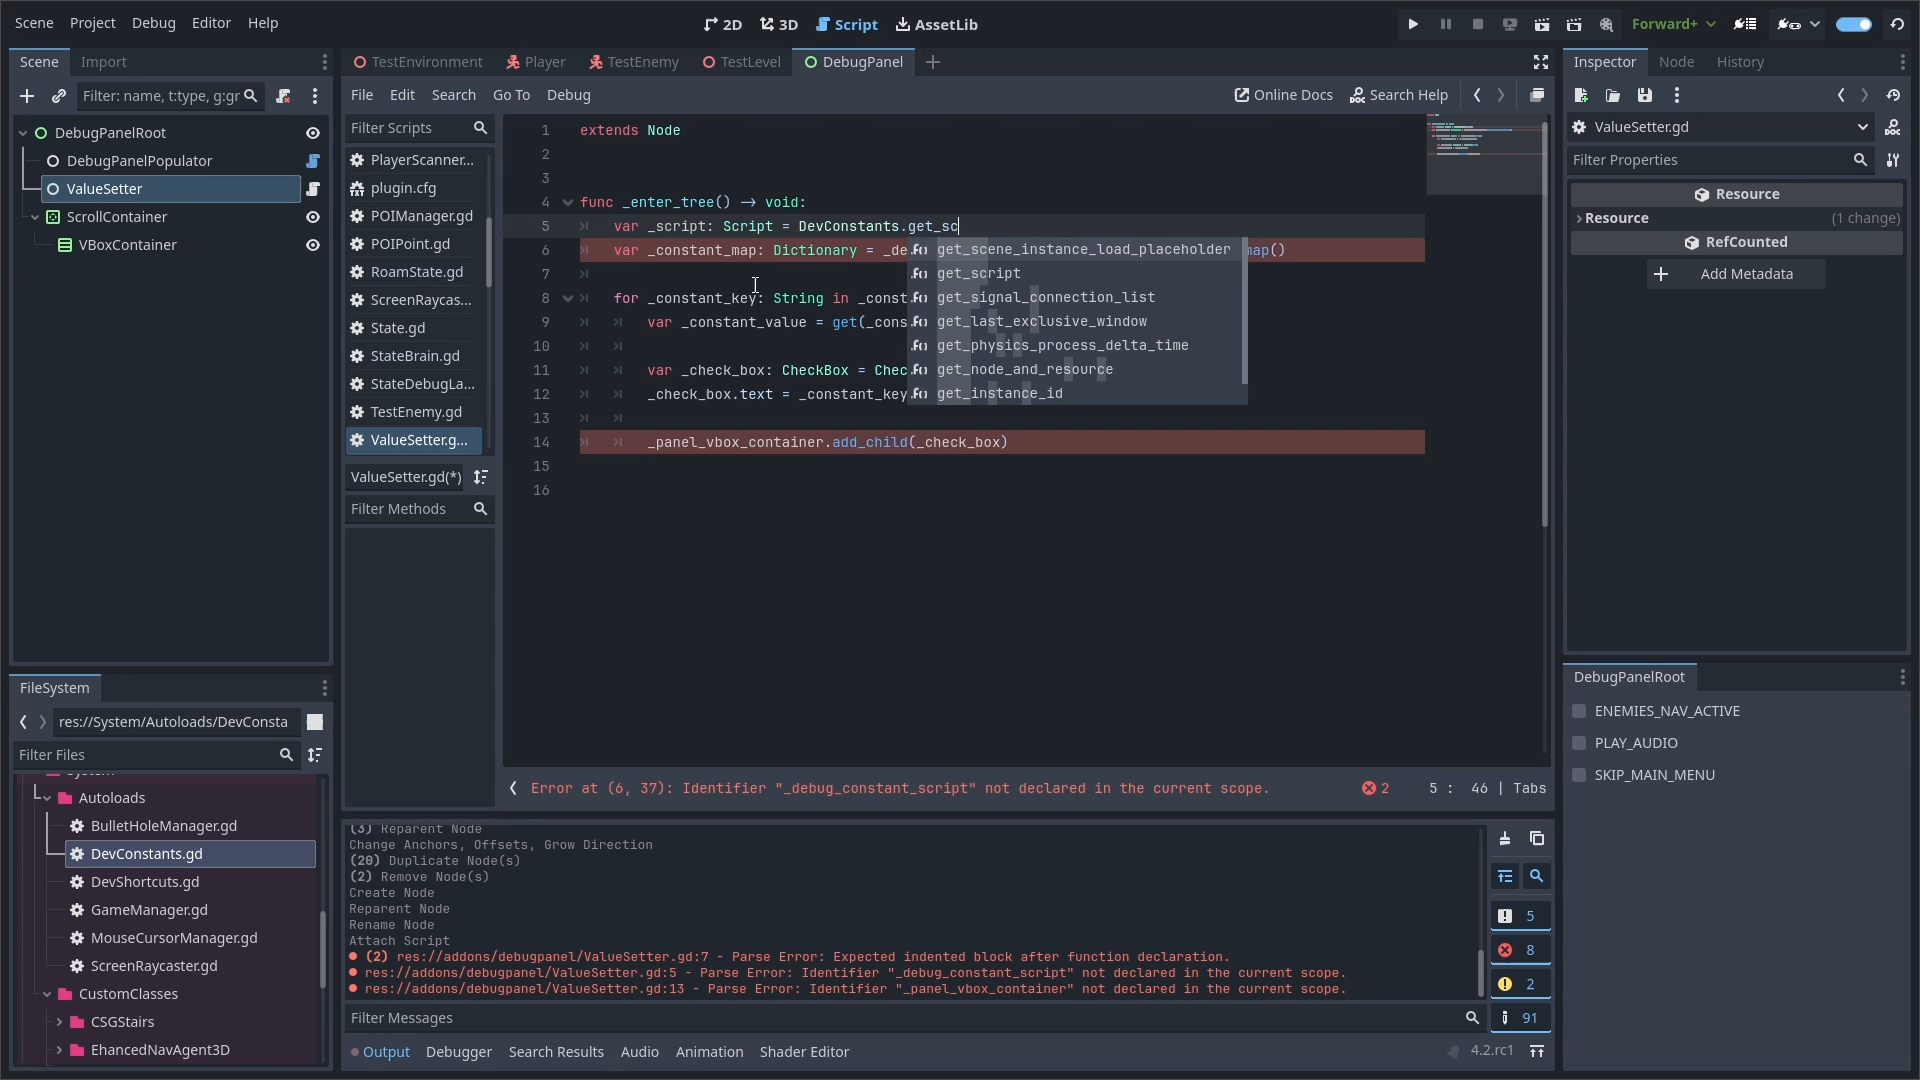 Scene Project Debug Editor Help
2D 3D Script AssetLib
Forward+
Scene Import
Filter: name, t:type, g:gr
DebugPanelRoot
DebugPanelPopulator
ValueSetter
ScrollContainer
VBoxContainer
FileSystem
res://System/Autoloads/DevConsta
Filter Files
System
Autoloads
BulletHoleManager.gd
DevConstants.gd
DevShortcuts.gd
GameManager.gd
MouseCursorManager.gd
ScreenRaycaster.gd
CustomClasses
CSGStairs
EhancedNavAgent3D
TestEnvironment Player TestEnemy TestLevel DebugPanel
File Edit Search Go To Debug
Online Docs Search Help
Filter Scripts
PlayerScanner...
plugin.cfg
POIManager.gd
POIPoint.gd
RoamState.gd
ScreenRaycas...
State.gd
StateBrain.gd
StateDebugLa...
TestEnemy.gd
ValueSetter.g...
ValueSetter.gd(*)
Filter Methods
1 extends Node
2
3
4 func _enter_tree() -> void:
5 var _script: Script = DevConstants.get_sc
6 var _constant_map: Dictionary = _de map()
7
8 for _constant_key: String in _const
9 var _constant_value = get(_cons
10
11 var _check_box: CheckBox = Chec
12 _check_box.text = _constant_key
13
14 _panel_vbox_container.add_child(_check_box)
15
16
get_scene_instance_load_placeholder
get_script
get_signal_connection_list
get_last_exclusive_window
get_physics_process_delta_time
get_node_and_resource
get_instance_id
Error at (6, 37): Identifier "_debug_constant_script" not declared in the current scope.
2 5 : 46 | Tabs
(3) Reparent Node
Change Anchors, Offsets, Grow Direction
(20) Duplicate Node(s)
(2) Remove Node(s)
Create Node
Reparent Node
Rename Node
Attach Script
(2) res://addons/debugpanel/ValueSetter.gd:7 - Parse Error: Expected indented block after function declaration.
res://addons/debugpanel/ValueSetter.gd:5 - Parse Error: Identifier "_debug_constant_script" not declared in the current scope.
res://addons/debugpanel/ValueSetter.gd:13 - Parse Error: Identifier "_panel_vbox_container" not declared in the current scope.
5
8
2
91
Filter Messages
Output Debugger Search Results Audio Animation Shader Editor
4.2.rc1
Inspector Node History
ValueSetter.gd
Filter Properties
Resource
Resource (1 change)
RefCounted
Add Metadata
DebugPanelRoot
ENEMIES_NAV_ACTIVE
PLAY_AUDIO
SKIP_MAIN_MENU